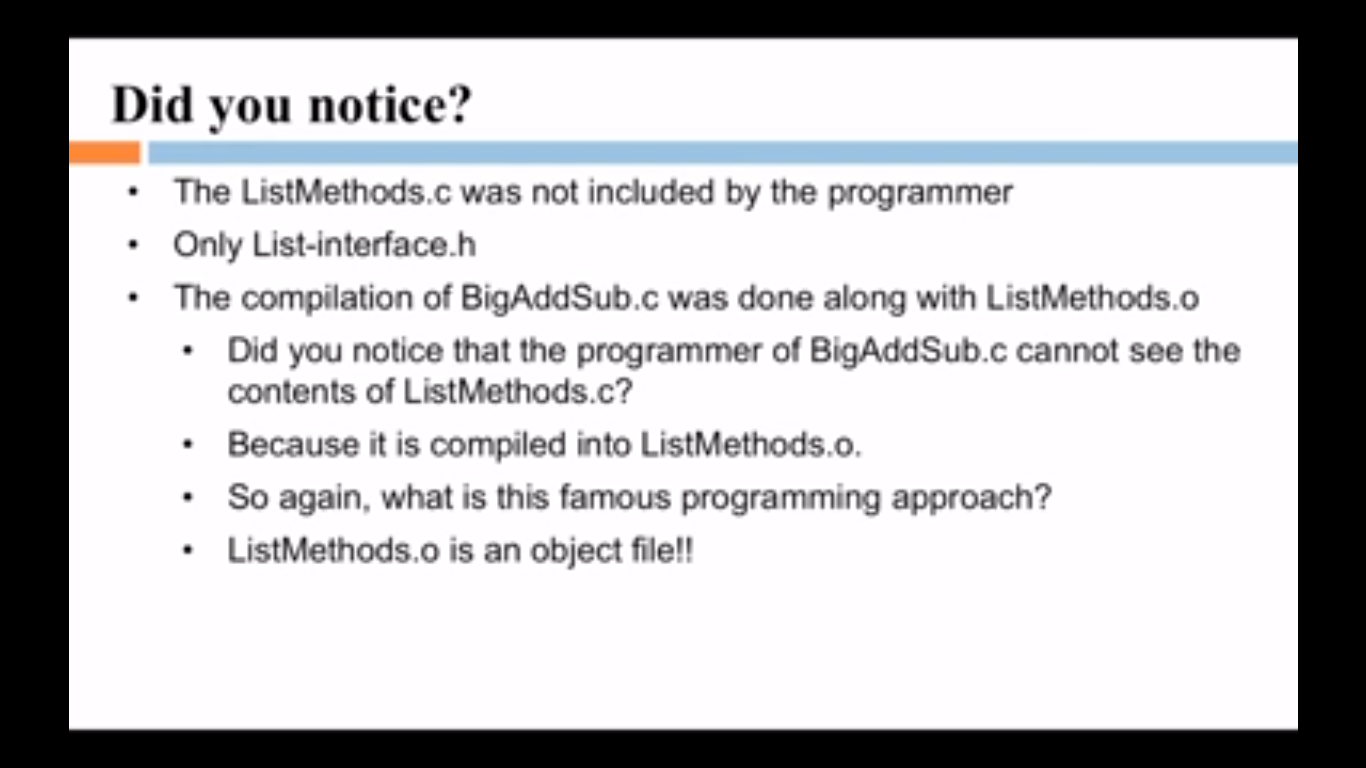 Did you notice?
• The ListMethods.c was not included by the programmer
• Only List-interface.h
• The compilation of BigAddSub.c was done along with ListMethods.o
• Did you notice that the programmer of BigAddSub.c cannot see the
contents of ListMethods.c?
• Because it is compiled into ListMethods.o.
• So again, what is this famous programming approach?
• ListMethods.o is an object file!!